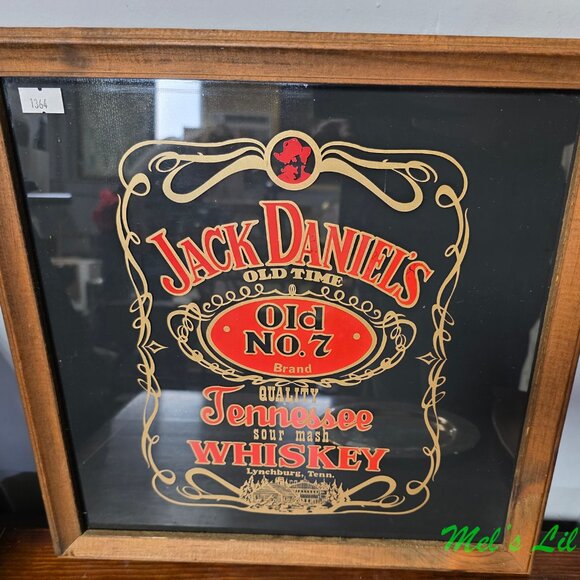 1364
JACK DANIEL'S
OLD TIME
Old
NO. 7
Brand
QUALITY
Tennessee
sour mash
WHISKEY
Lynchburg, Tenn.
Mel's Lil